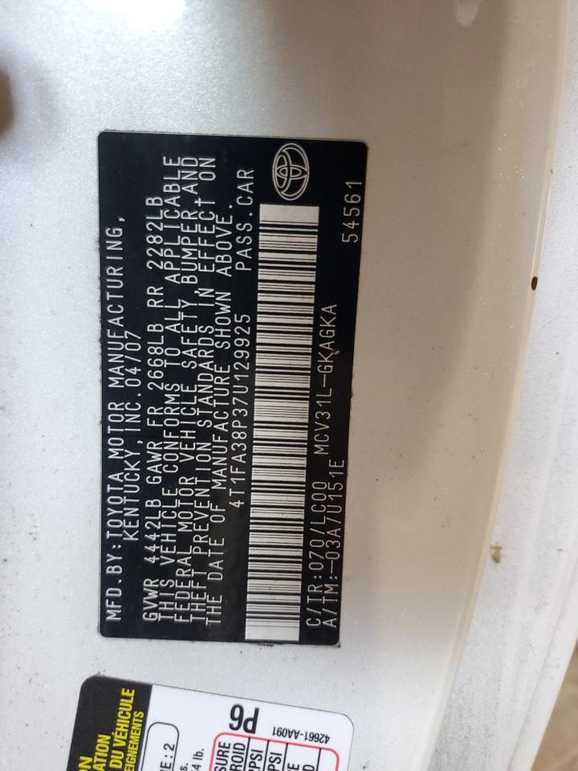 MFD. BY: TOYOTA MOTOR MANUFACTURING,
KENTUCKY, INC. 04/07
GVWR 4442LB GAWR FR 2668LB RR 2282LB
THIS VEHICLE CONFORMS TO ALL APPLICABLE
FEDERAL MOTOR VEHICLE SAFETY, BUMPER AND
THEFT PREVENTION STANDARDS IN EFFECT ON
THE DATE OF MANUFACTURE SHOWN ABOVE.
4T1FA38P37U129925 PASS.CAR
C/TR:070/LC00 MCV31L-GKAGKA
A/TM:-03A/U151E 54561
DU VÉHICULE
P6
42661-AA091